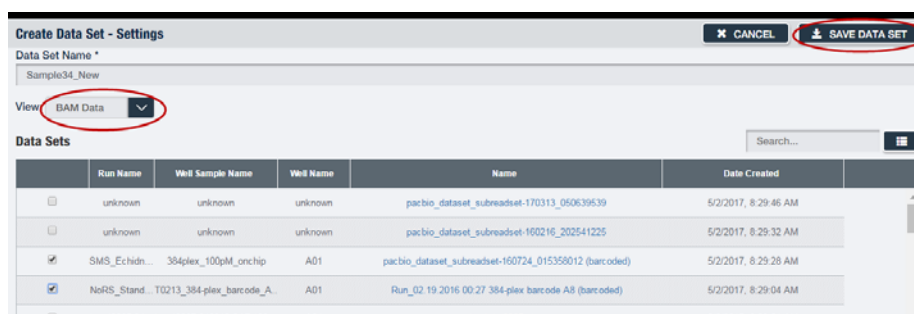 Create Data Set - Settings
✖ CANCEL
SAVE DATA SET
Data Set Name *
Sample34_New
View: BAM Data
Data Sets
Search...
Run Name Well Sample Name Well Name Name Date Created
unknown unknown unknown pacbio_dataset_subreadset-170313_050639539 5/2/2017, 8:29:46 AM
unknown unknown unknown pacbio_dataset_subreadset-160216_202541225 5/2/2017, 8:29:32 AM
SMS_Echidn... 384plex_100pM_onchip A01 pacbio_dataset_subreadset-160724_015358012 (barcoded) 5/2/2017, 8:29:28 AM
NoRS_Stand... T0213_384-plex_barcode_A... A01 Run_02.19.2016 00:27 384-plex barcode A8 (barcoded) 5/2/2017, 8:29:04 AM